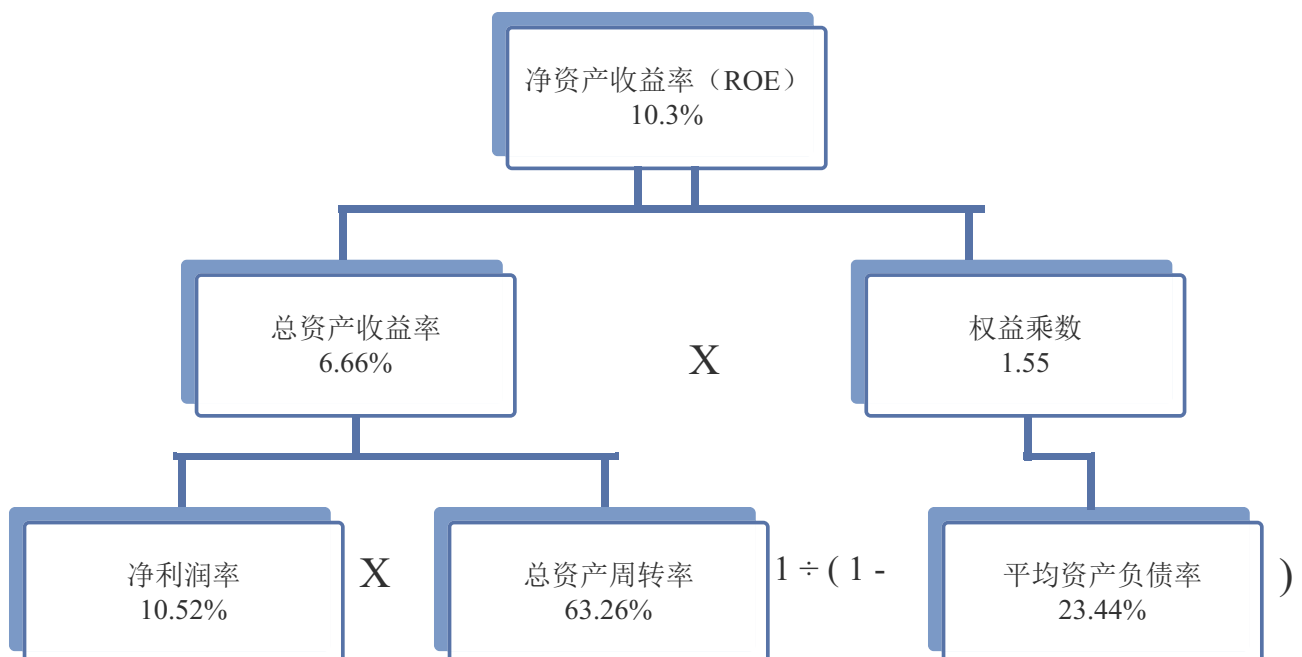 净资产收益率（ROE）
10.3%
总资产收益率
6.66%
X
权益乘数
1.55
净利润率
10.52%
X
总资产周转率
63.26%
1 ÷ ( 1 -
平均资产负债率
23.44%
)